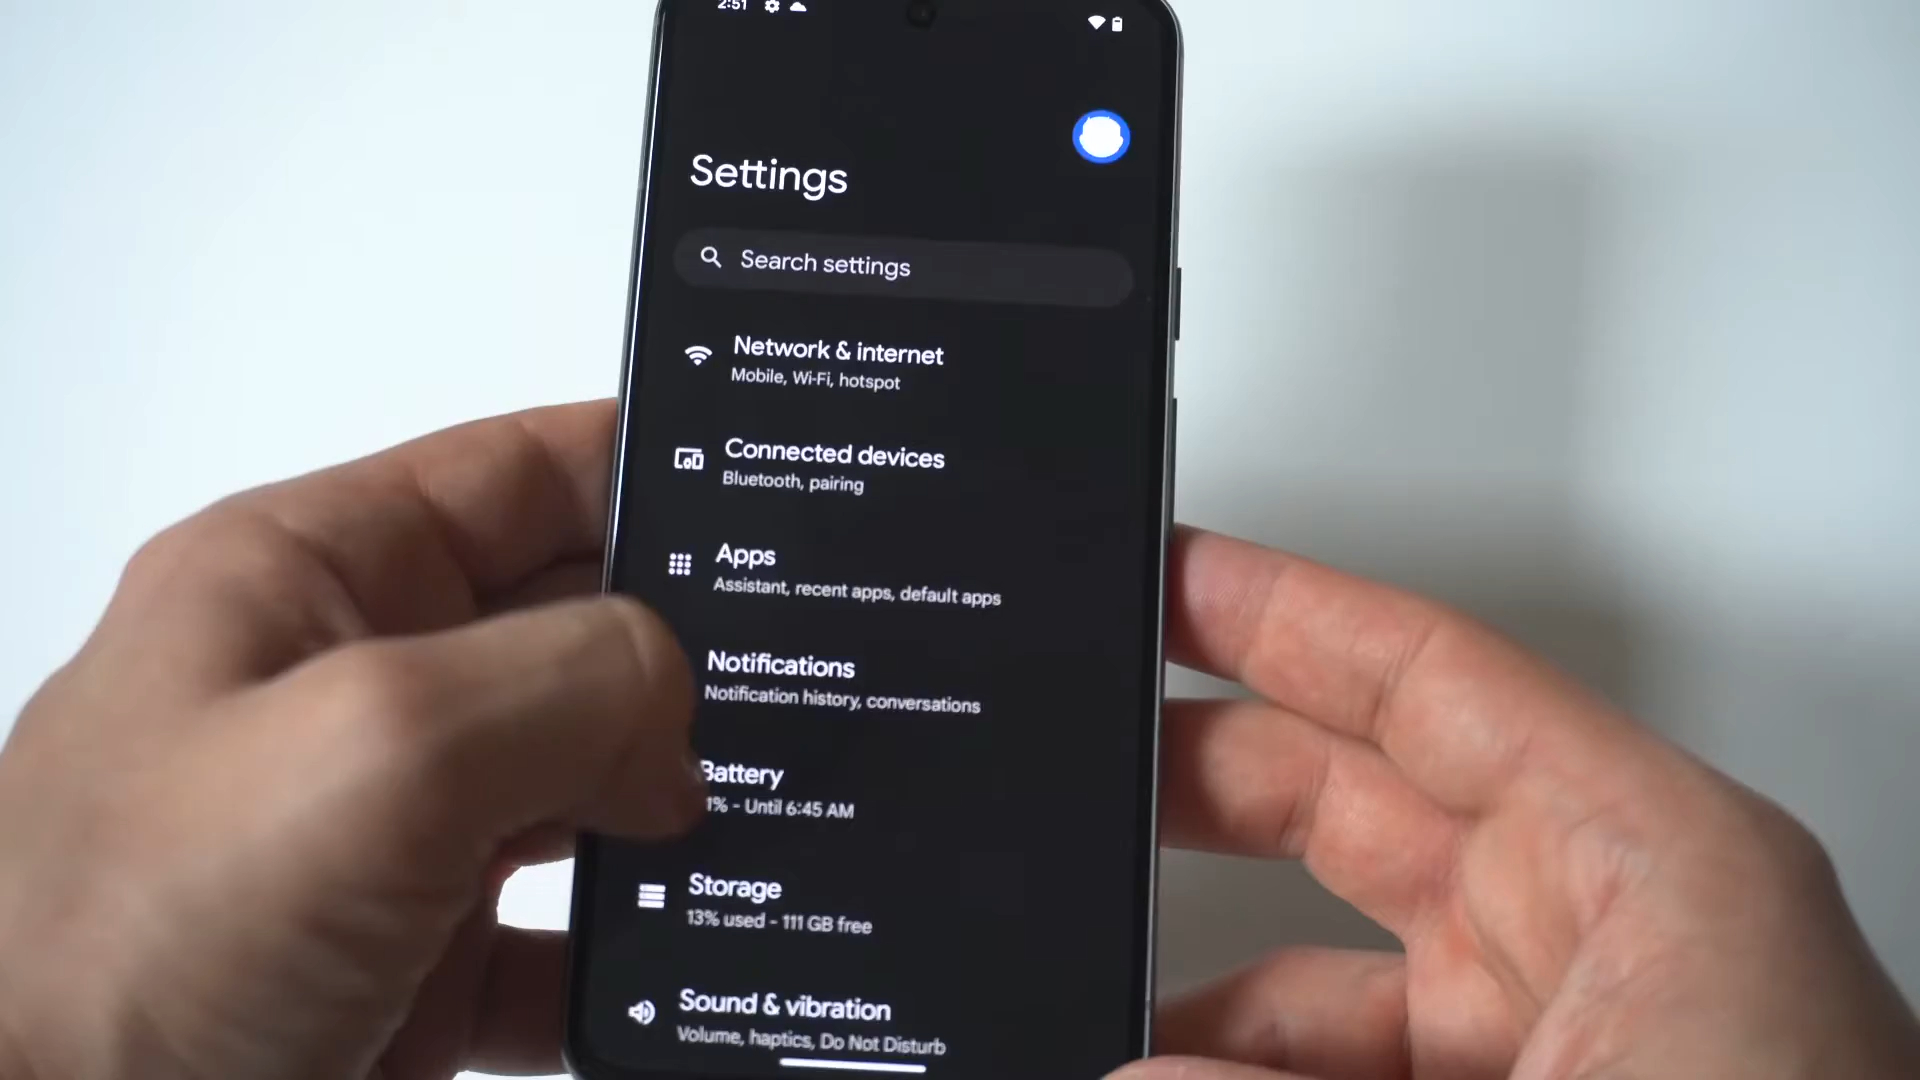 2:51
Settings
Search settings
Network & internet
Mobile, Wi-Fi, hotspot
Connected devices
Bluetooth, pairing
Apps
Assistant, recent apps, default apps
Notifications
Notification history, conversations
Battery
1% - Until 6:45 AM
Storage
13% used - 111 GB free
Sound & vibration
Volume, haptics, Do Not Disturb